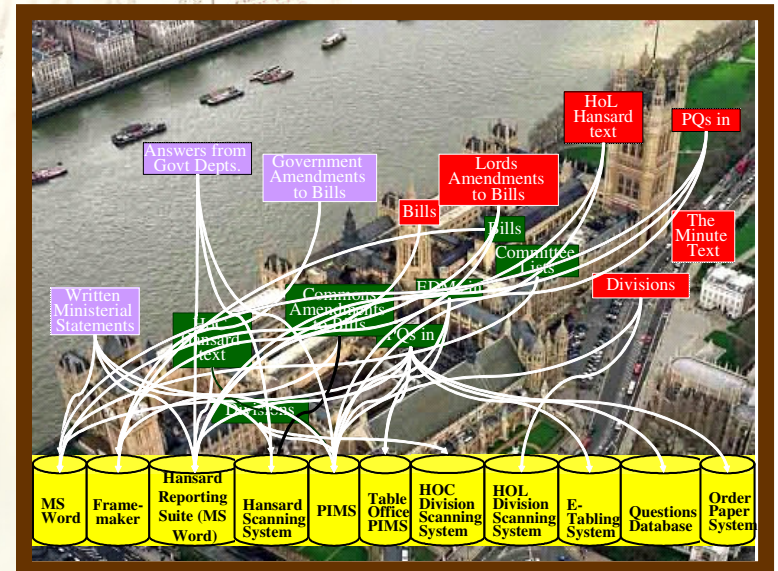 HoL
Hansard
text
PQs in
Answers from
Govt Depts.
Government
Amendments
to Bills
Lords
Amendments
to Bills
Bills
Bills
The
Minute
Text
Committee
Lists
Divisions
Written
Ministerial
Statements
Commons
Amendments
to Bills
Hansard
text
PQs in
Divisions
MS
Word
Frame-
maker
Hansard
Reporting
Suite (MS
Word)
Hansard
Scanning
System
PIMS
Table
Office
PIMS
HOC
Division
Scanning
System
HOL
Division
Scanning
System
E-
Tabling
System
Questions
Database
Order
Paper
System